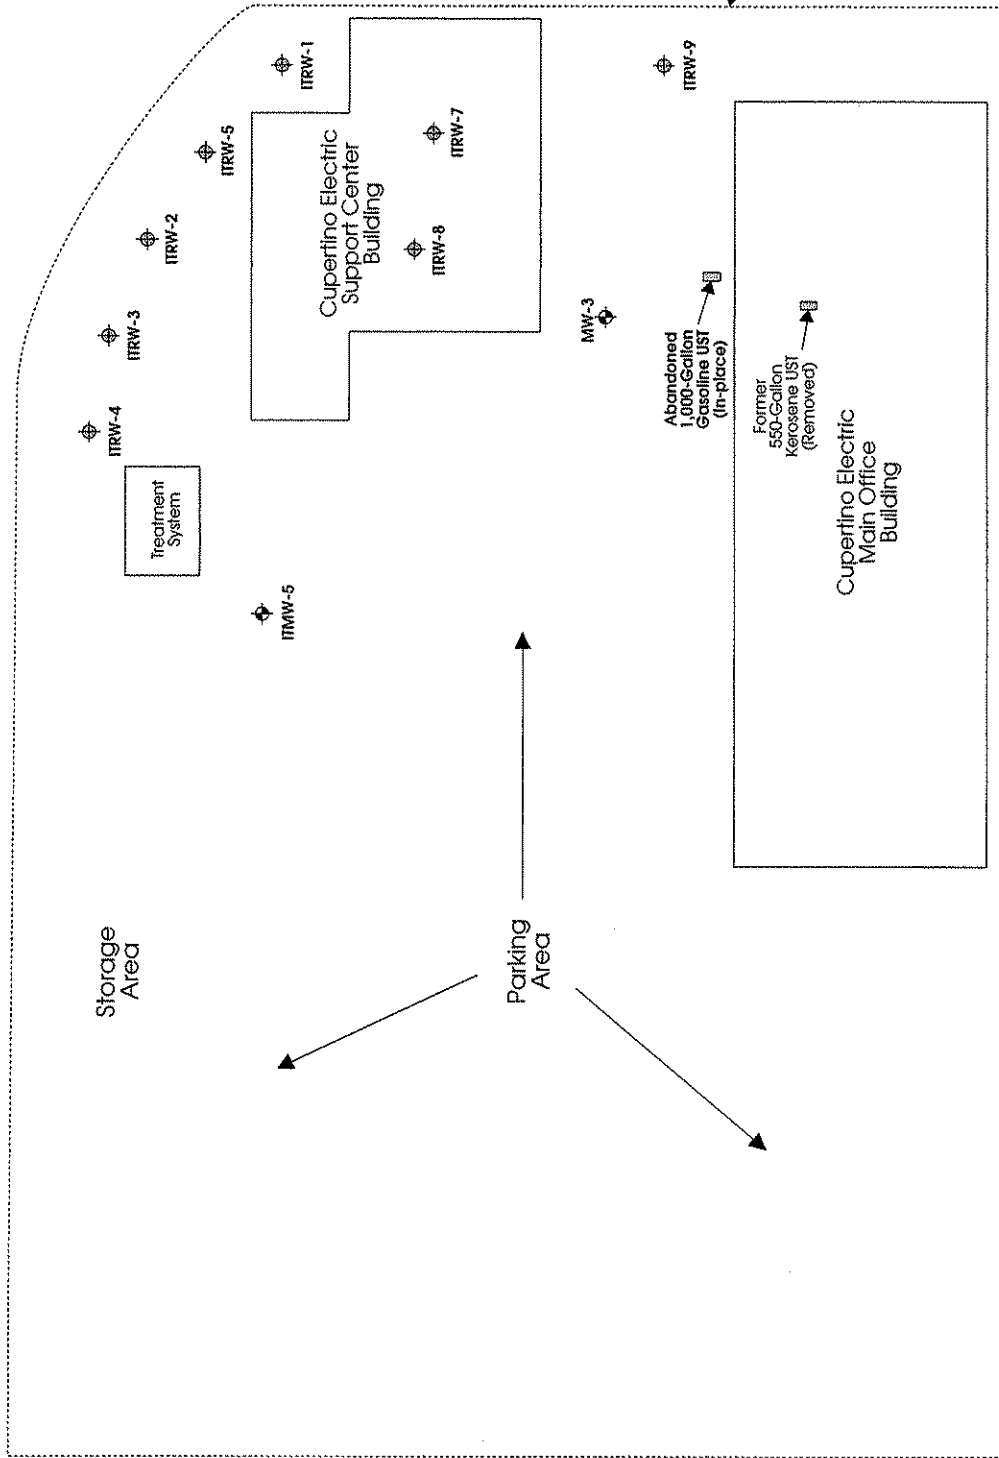 ITRW-4
ITRW-3
ITRW-2
ITRW-5
ITRW-1
Treatment
System
ITMW-5
Cupertino Electric
Support Center
Building
ITRW-8
ITRW-7
MW-3
ITRW-9
Storage
Area
Parking
Area
Abandoned
1,000-Gallon
Gasoline UST
(In-place)
Former
550-Gallon
Kerosene UST
(Removed)
Cupertino Electric
Main Office
Building